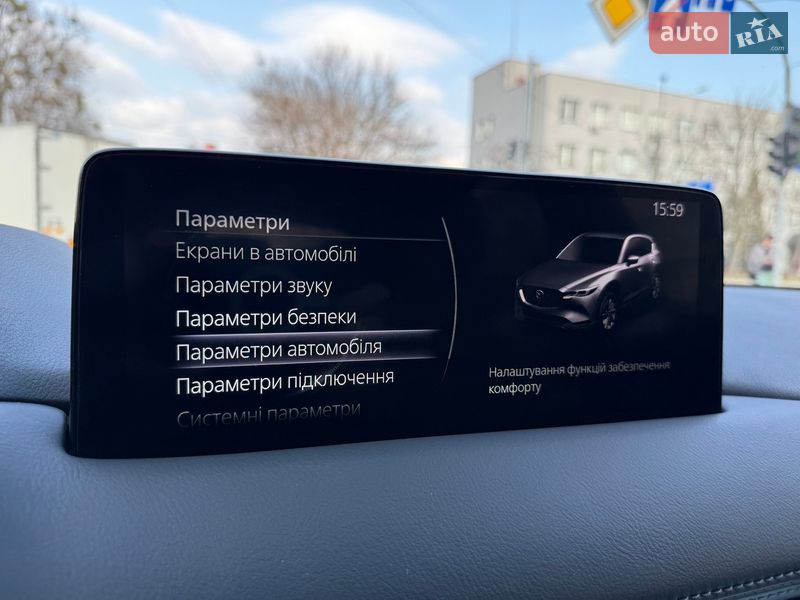 auto RIA
.com
15:59
Параметри
Екрани в автомобілі
Параметри звуку
Параметри безпеки
Параметри автомобіля
Параметри підключення
Системні параметри
Налаштування функцій забезпечення
комфорту